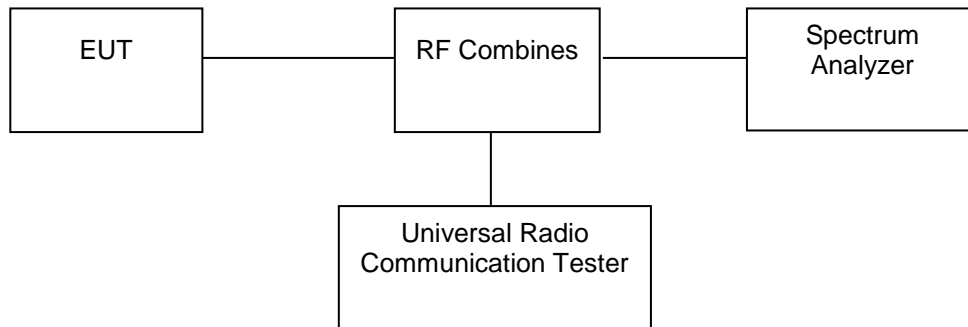 EUT
RF Combines
Spectrum
Analyzer
Universal Radio
Communication Tester